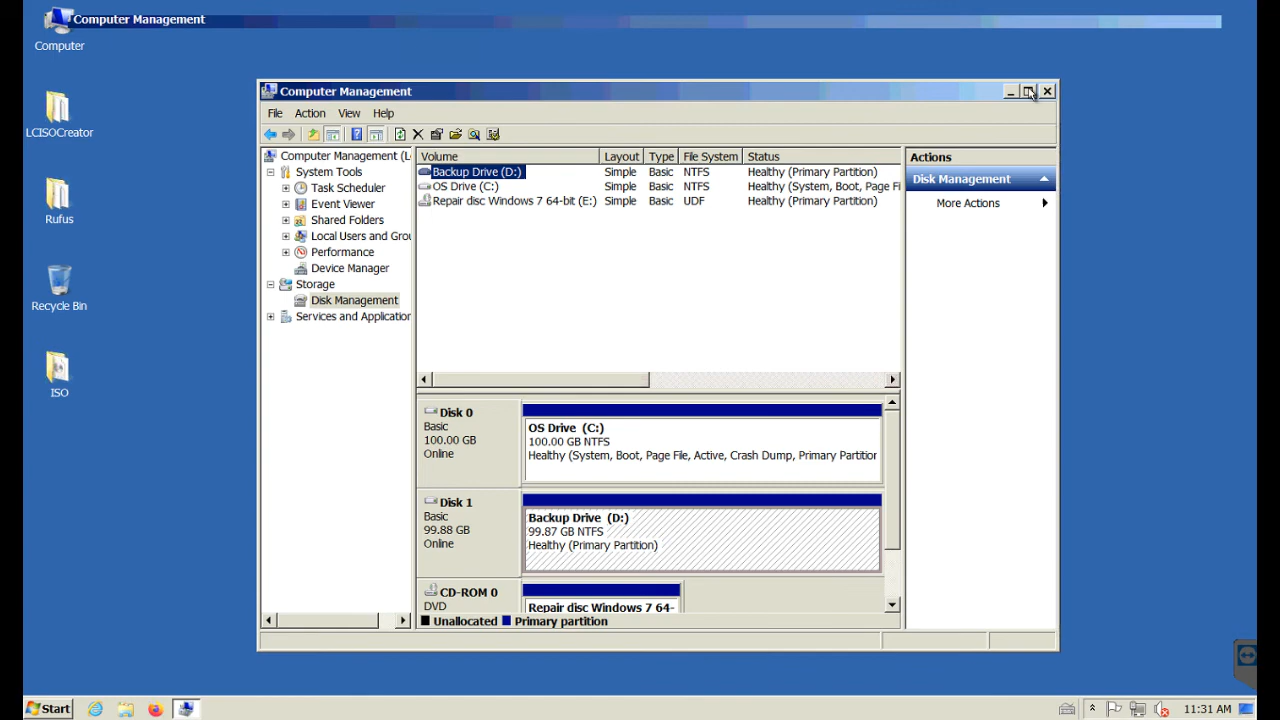 Computer Management
Computer
LCISOCreator
Rufus
Recycle Bin
ISO
Computer Management
File Action View Help
Computer Management (L
System Tools
Task Scheduler
Event Viewer
Shared Folders
Local Users and Grou
Performance
Device Manager
Storage
Disk Management
Services and Application
Volume Layout Type File System Status
Backup Drive (D:) Simple Basic NTFS Healthy (Primary Partition)
OS Drive (C:) Simple Basic NTFS Healthy (System, Boot, Page Fi
Repair disc Windows 7 64-bit (E:) Simple Basic UDF Healthy (Primary Partition)
Disk 0
Basic
100.00 GB
Online
OS Drive (C:)
100.00 GB NTFS
Healthy (System, Boot, Page File, Active, Crash Dump, Primary Partition
Disk 1
Basic
99.88 GB
Online
Backup Drive (D:)
99.87 GB NTFS
Healthy (Primary Partition)
CD-ROM 0
DVD
Repair disc Windows 7 64-
Unallocated Primary partition
Actions
Disk Management
More Actions
Start
11:31 AM